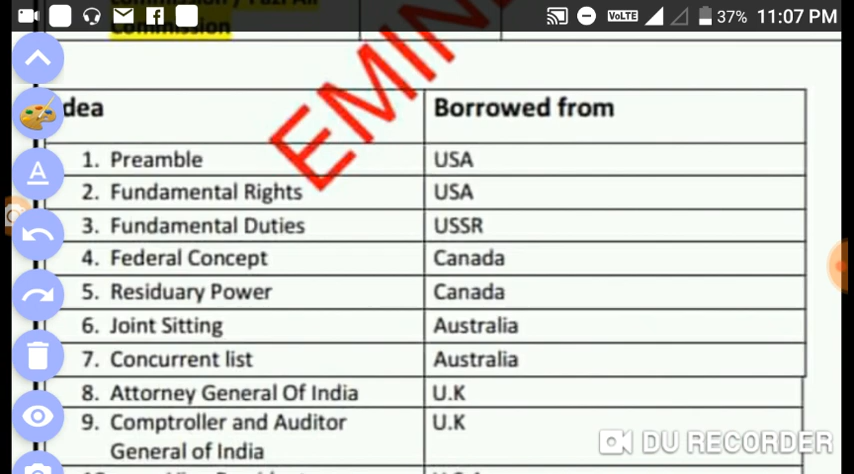 VoLTE 37% 11:07 PM
Commission
EMIN
dea Borrowed from
1. Preamble USA
2. Fundamental Rights USA
3. Fundamental Duties USSR
4. Federal Concept Canada
5. Residuary Power Canada
6. Joint Sitting Australia
7. Concurrent list Australia
8. Attorney General Of India U.K
9. Comptroller and Auditor U.K
General of India
A
DU RECORDER